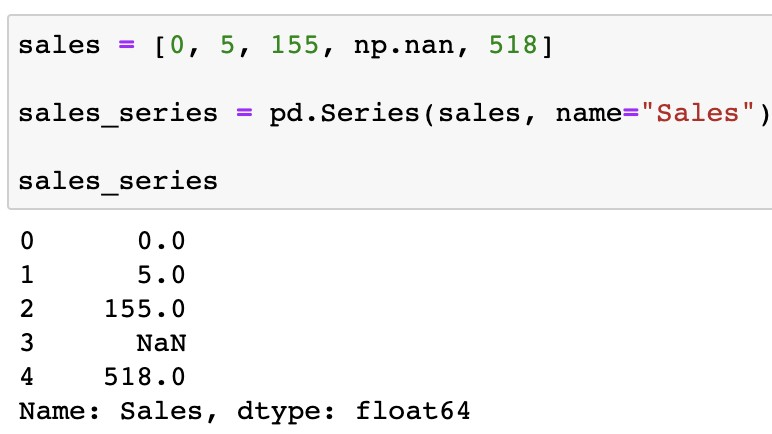 sales = [0, 5, 155, np.nan, 518]
sales_series = pd.Series(sales, name="Sales")
sales_series
0      0.0
1      5.0
2    155.0
3      NaN
4    518.0
Name: Sales, dtype: float64